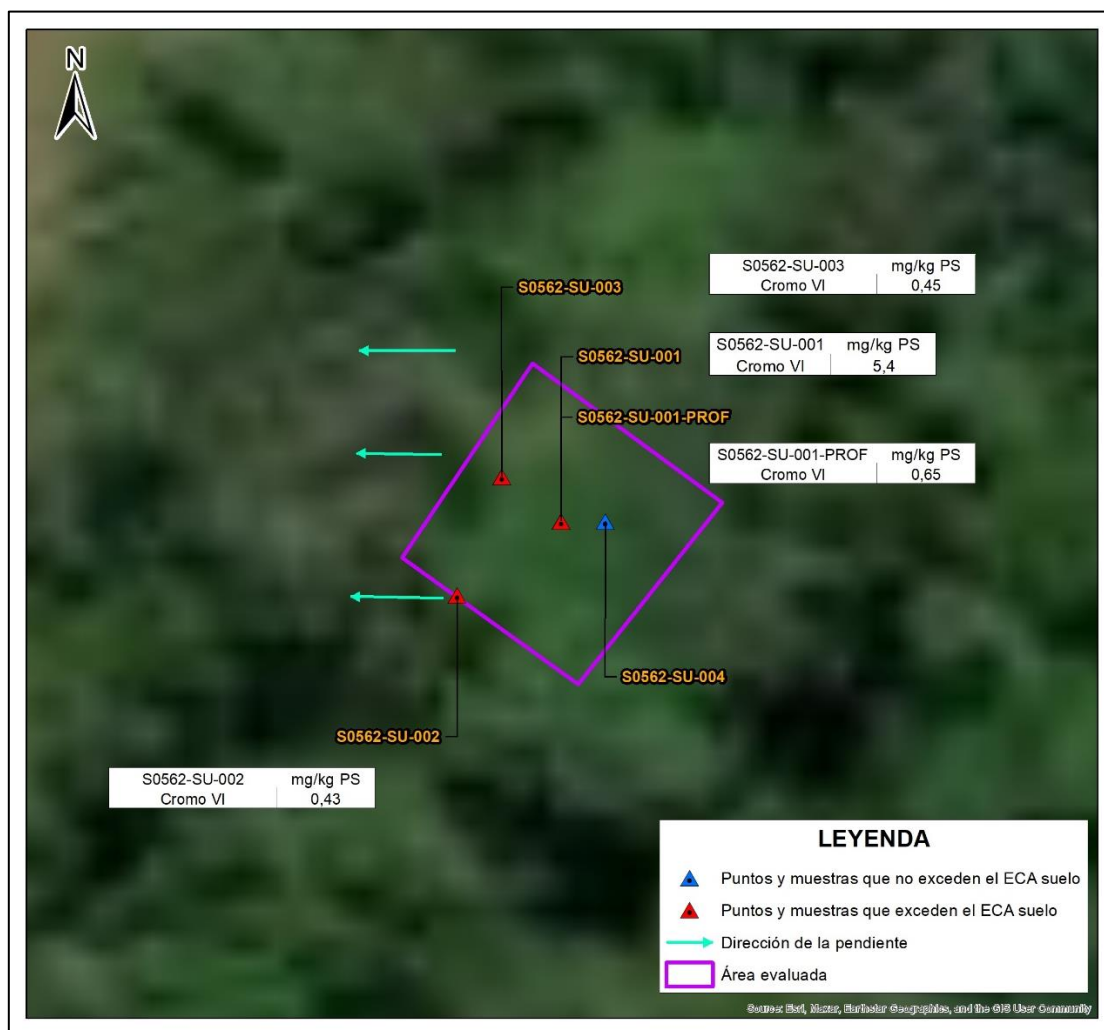 N
S0562-SU-003
S0562-SU-003 mg/kg PS
Cromo VI 0,45
S0562-SU-001
S0562-SU-001 mg/kg PS
Cromo VI 5,4
S0562-SU-001-PROF
S0562-SU-001-PROF mg/kg PS
Cromo VI 0,65
S0562-SU-004
S0562-SU-002
S0562-SU-002 mg/kg PS
Cromo VI 0,43
LEYENDA
Puntos y muestras que no exceden el ECA suelo
Puntos y muestras que exceden el ECA suelo
Dirección de la pendiente
Área evaluada
Source: Esri, Maxar, Earthstar Geographics, and the GIS User Community